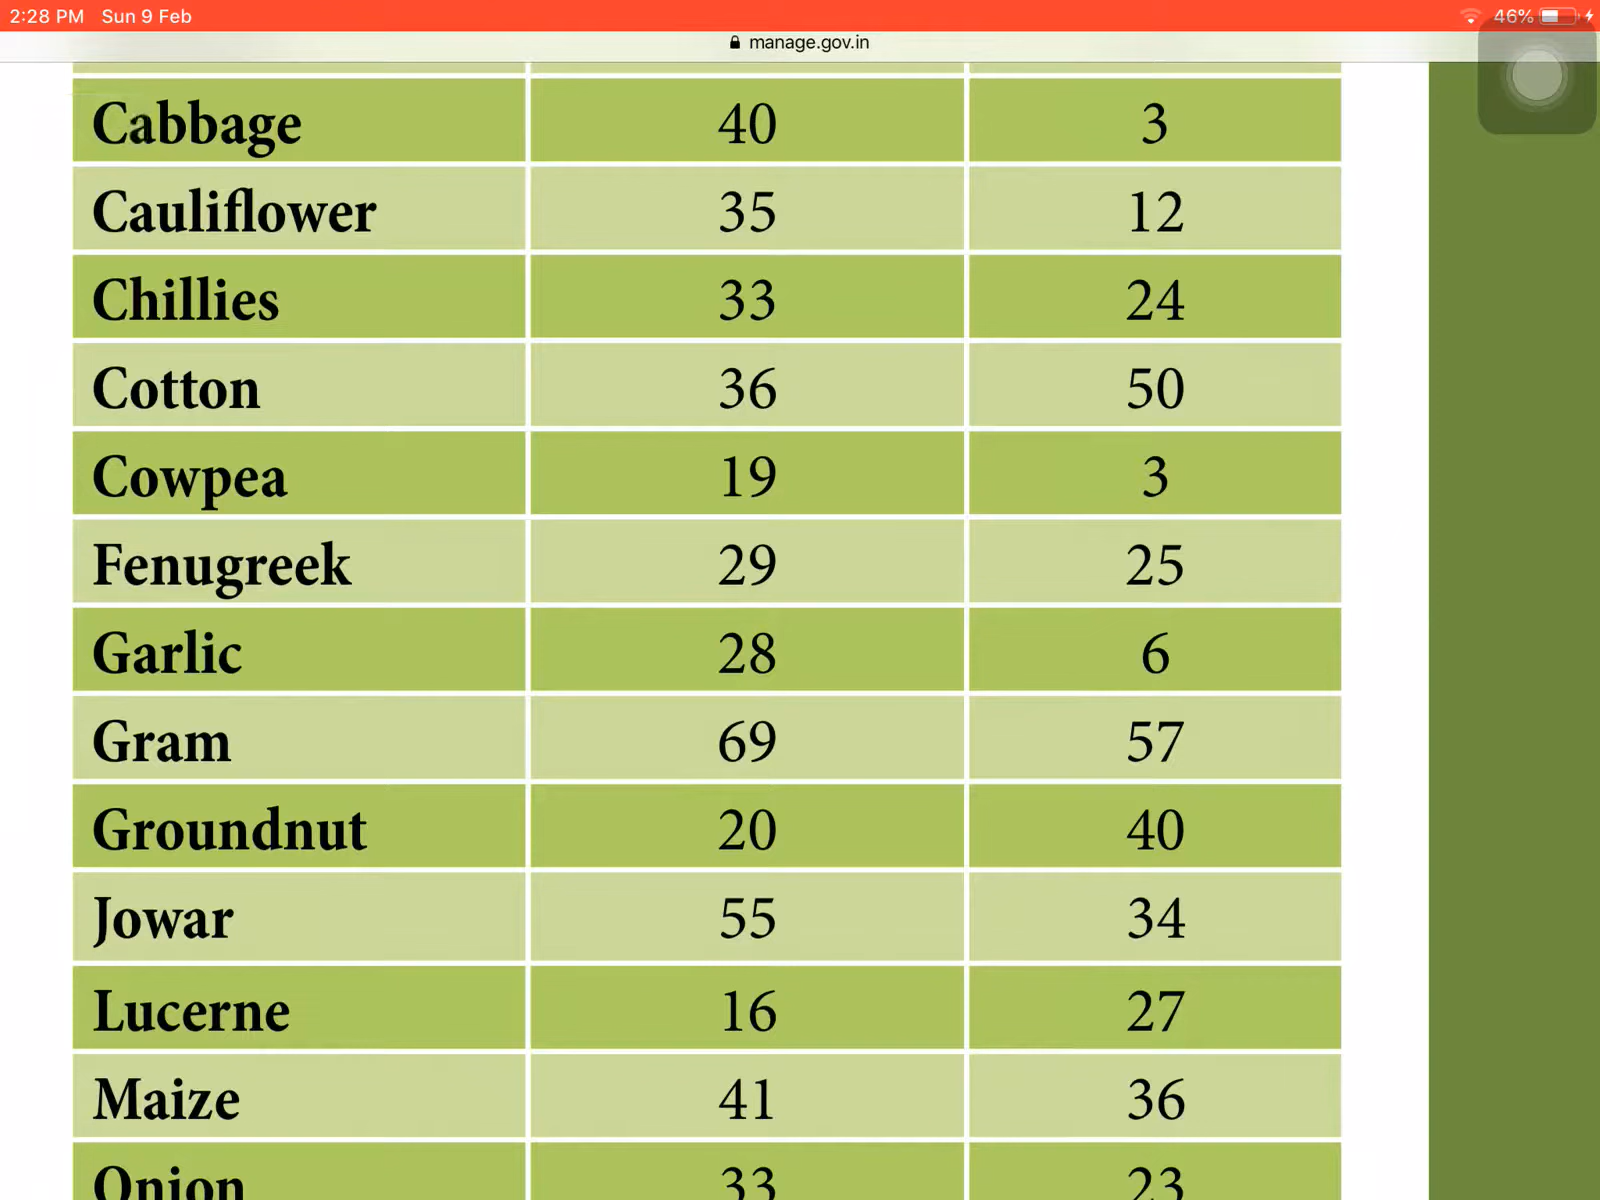 2:28 PM Sun 9 Feb 46%
manage.gov.in
Cabbage 40 3
Cauliflower 35 12
Chillies 33 24
Cotton 36 50
Cowpea 19 3
Fenugreek 29 25
Garlic 28 6
Gram 69 57
Groundnut 20 40
Jowar 55 34
Lucerne 16 27
Maize 41 36
Onion 33 23